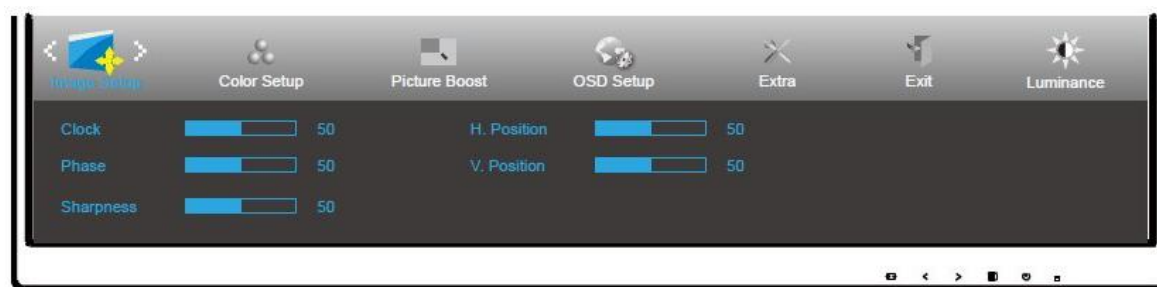 Image Setup Color Setup Picture Boost OSD Setup Extra Exit Luminance
Clock 50 H. Position 50
Phase 50 V. Position 50
Sharpness 50